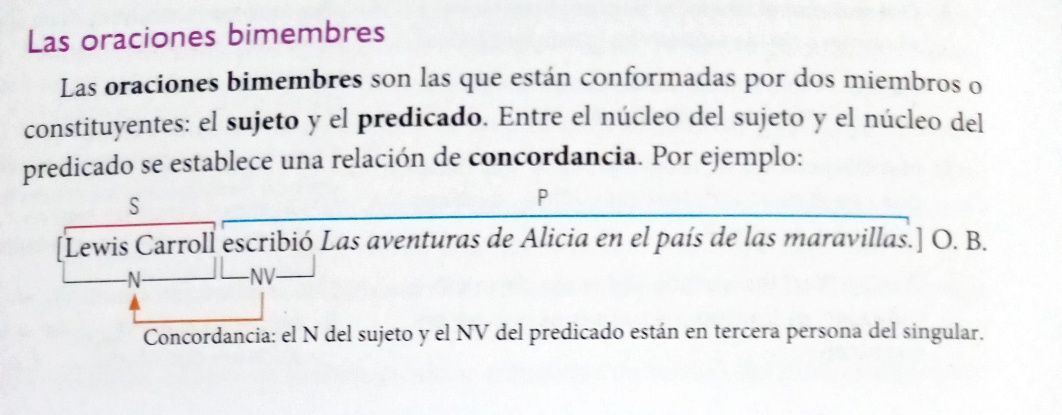 Las oraciones bimembres
Las oraciones bimembres son las que están conformadas por dos miembros o
constituyentes: el sujeto y el predicado. Entre el núcleo del sujeto y el núcleo del
predicado se establece una relación de concordancia. Por ejemplo:
S P
[Lewis Carroll escribió Las aventuras de Alicia en el país de las maravillas.] O. B.
N NV
Concordancia: el N del sujeto y el NV del predicado están en tercera persona del singular.